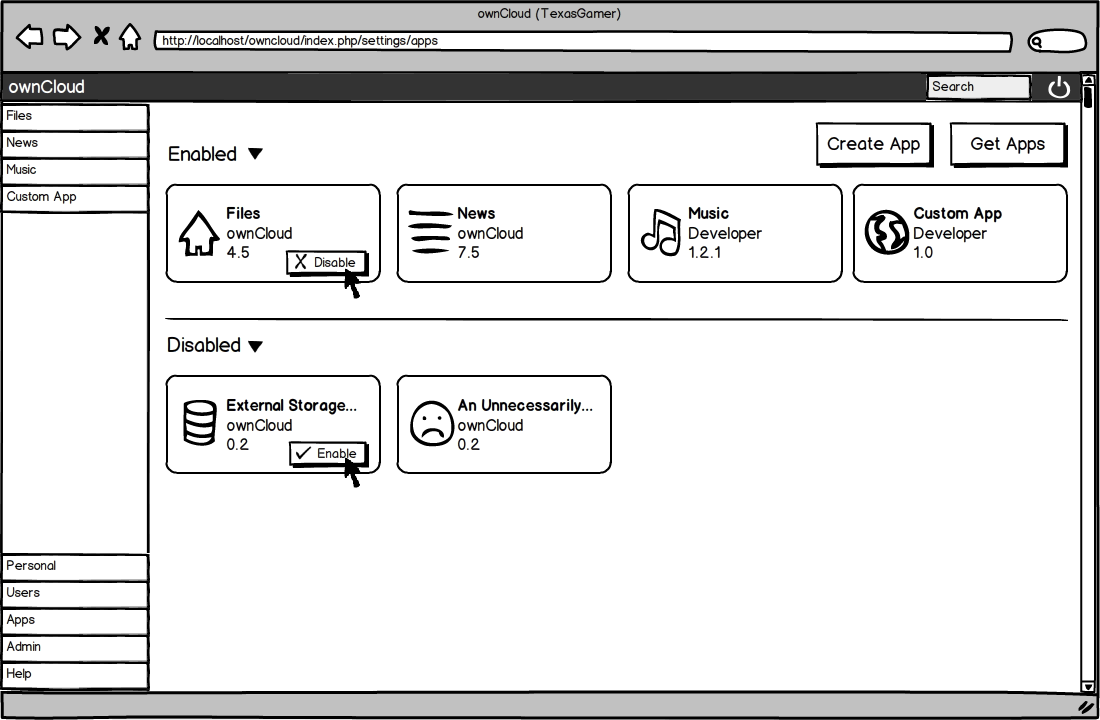 ownCloud (TexasGamer)
http://localhost/owncloud/index.php/settings/apps
ownCloud
Search
Files
News
Music
Custom App
Personal
Users
Apps
Admin
Help
Create App
Get Apps
Enabled
Files
ownCloud
4.5
Disable
News
ownCloud
7.5
Music
Developer
1.2.1
Custom App
Developer
1.0
Disabled
External Storage...
ownCloud
0.2
Enable
An Unnecessarily...
ownCloud
0.2